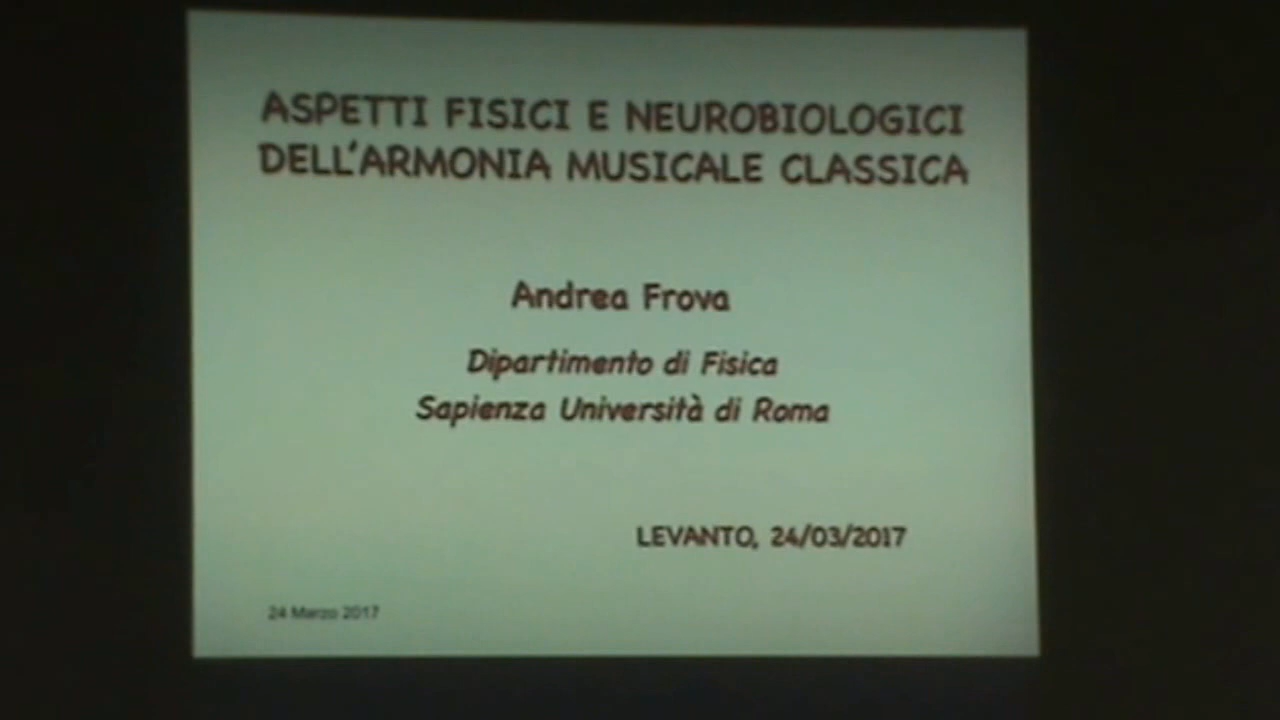 ASPETTI FISICI E NEUROBIOLOGICI
DELL'ARMONIA MUSICALE CLASSICA
Andrea Frova
Dipartimento di Fisica
Sapienza Università di Roma
LEVANTO, 24/03/2017
24 Marzo 2017